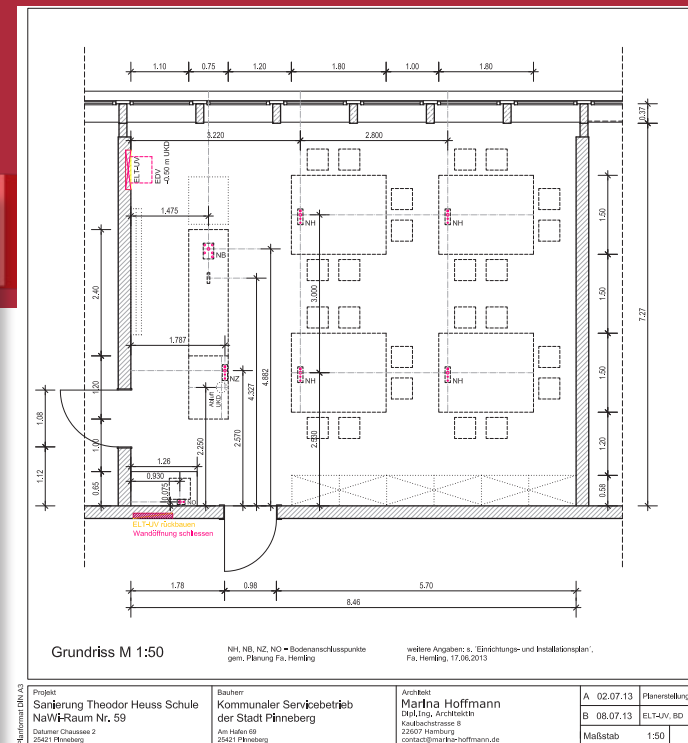 1.10 0.75 1.20 1.80 1.00 1.80
0.37
3.220 2.800
ELT-UV
EDV
-0.50 m UKD
1.475
NB
NH
NH
1.50
1.50
1.50
1.20
0.58
7.27
2.40
1.20
1.00
0.65
1.08
1.12
3.000
1.787
4.882
4.327
2.570
2.250
NZ
UKD
NH
NH
1.26
0.930
0.075
NO
ELT-UV rückbauen
Wandöffnung schliessen
1.78 0.98 5.70
8.46
Grundriss M 1:50
NH, NB, NZ, NO = Bodenanschlusspunkte
gem. Planung Fa. Hemling
weitere Angaben: s. 'Einrichtungs- und Installationsplan',
Fa. Hemling, 17.06.2013
Planformat DIN A3
Projekt
Sanierung Theodor Heuss Schule
NaWi-Raum Nr. 59
Datumer Chaussee 2
25421 Pinneberg
Bauherr
Kommunaler Servicebetrieb
der Stadt Pinneberg
Am Hafen 69
25421 Pinneberg
Architekt
Marina Hoffmann
Dipl.Ing. Architektin
Kaulbachstrasse 8
22607 Hamburg
contact@marina-hoffmann.de
A 02.07.13 Planerstellung
B 08.07.13 ELT-UV, BD
Maßstab 1:50